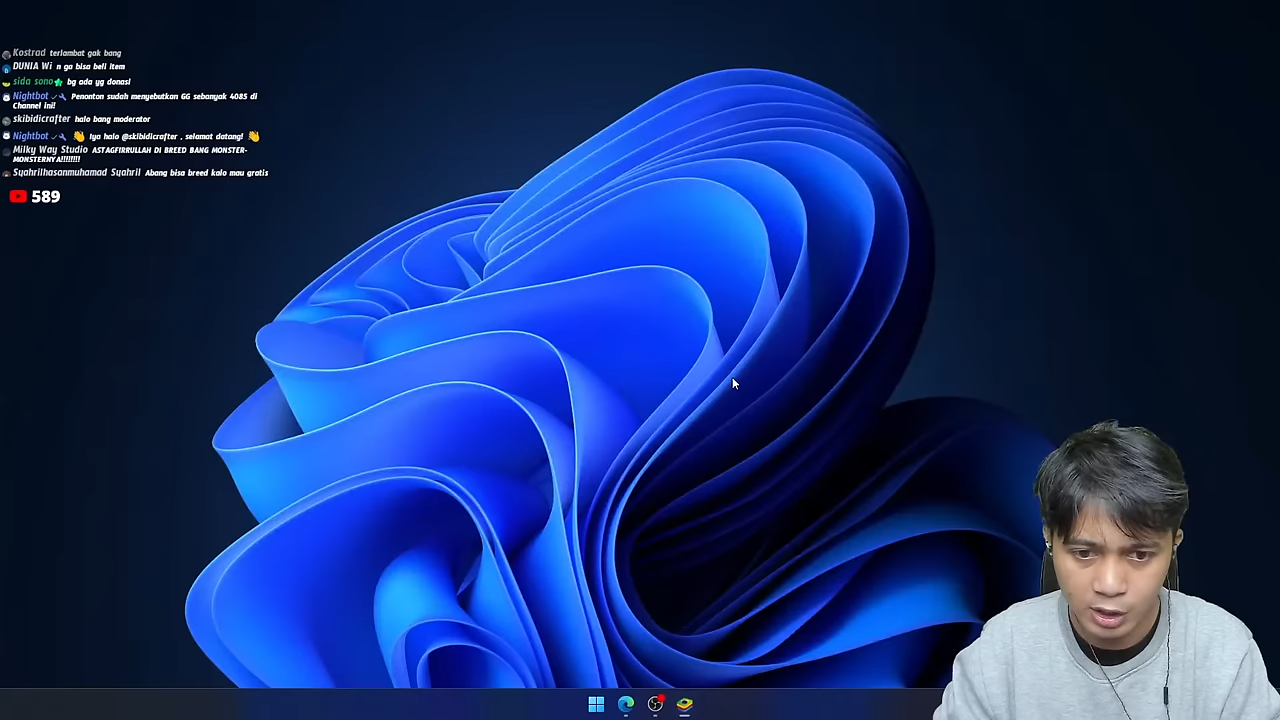 Kostrad terlambat gak bang
DUNIA Wi n ga bisa beli item
sida sono bg ada yg donasi
Nightbot Penonton sudah menyebutkan GG sebanyak 4085 di
Channel ini!
skibidicrafter halo bang moderator
Nightbot 👋 Iya halo @skibidicrafter , selamat datang! 👋
Milky Way Studio ASTAGFIRRULLAH DI BREED BANG MONSTER-
MONSTERNYA!!!!!!!!
Syahrilhasanmuhamad Syahril Abang bisa breed kalo mau gratis
589